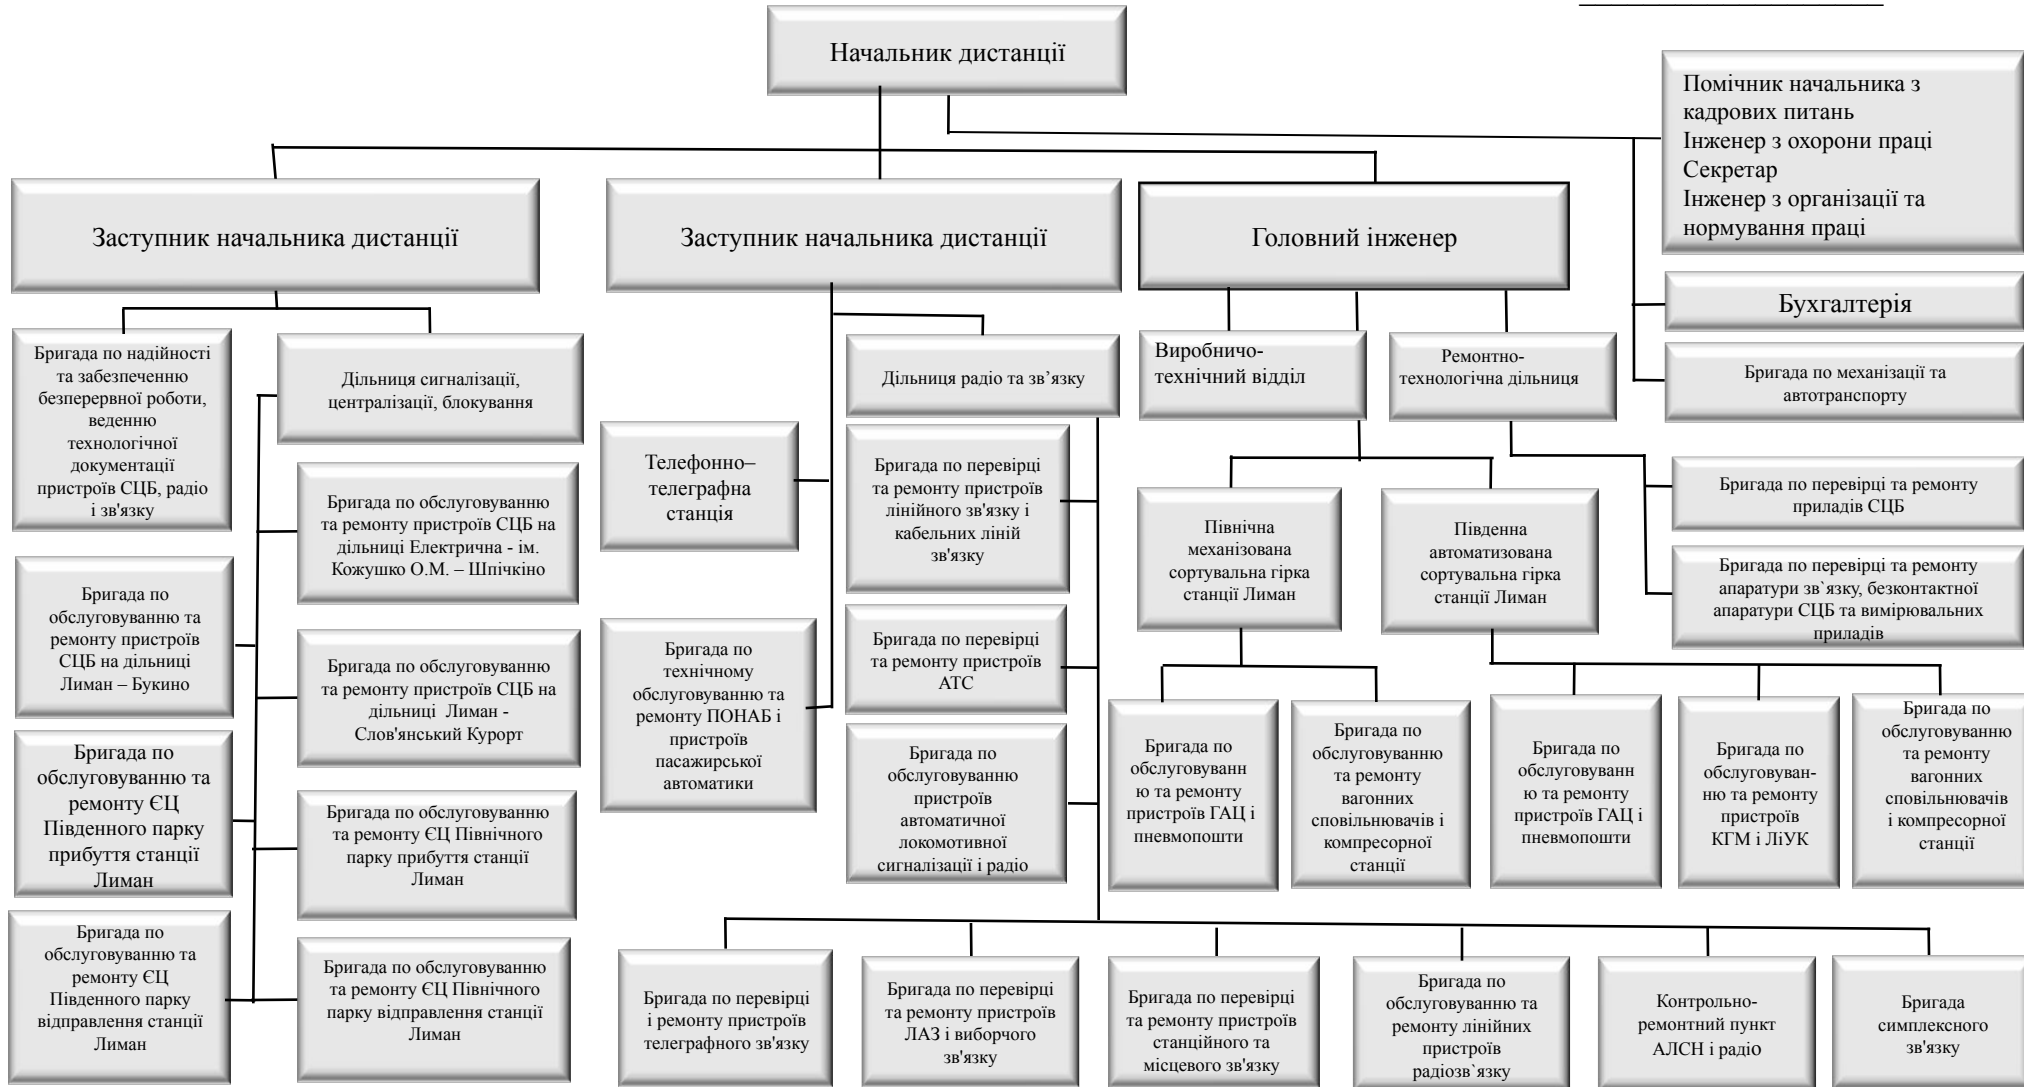 Начальник дистанції
Помічник начальника з
кадрових питань
Інженер з охорони праці
Секретар
Інженер з організації та
нормування праці
Заступник начальника дистанції
Заступник начальника дистанції
Головний інженер
Бухгалтерія
Бригада по механізації та
автотранспорту
Бригада по надійності
та забезпеченню
безперервної роботи,
веденню
технологічної
документації
пристроїв СЦБ, радіо
і зв'язку
Дільниця сигналізації,
централізації, блокування
Дільниця радіо та зв’язку
Виробничо-
технічний відділ
Ремонтно-
технологічна дільниця
Телефонно–
телеграфна
станція
Бригада по перевірці
та ремонту пристроїв
лінійного зв'язку і
кабельних ліній
зв'язку
Бригада по обслуговуванню
та ремонту пристроїв СЦБ на
дільниці Електрична - ім.
Кожушко О.М. – Шпічкіно
Північна
механізована
сортувальна гірка
станції Лиман
Південна
автоматизована
сортувальна гірка
станції Лиман
Бригада по перевірці та ремонту
приладів СЦБ
Бригада по перевірці та ремонту
апаратури зв`язку, безконтактної
апаратури СЦБ та вимірювальних
приладів
Бригада по
обслуговуванню та
ремонту пристроїв
СЦБ на дільниці
Лиман – Букино
Бригада по обслуговуванню
та ремонту пристроїв СЦБ на
дільниці  Лиман -
Слов'янський Курорт
Бригада по
технічному
обслуговуванню та
ремонту ПОНАБ і
пристроїв
пасажирської
автоматики
Бригада по перевірці
та ремонту пристроїв
АТС
Бригада по
обслуговуванню
пристроїв
автоматичної
локомотивної
сигналізації і радіо
Бригада по
обслуговуванн
ю та ремонту
пристроїв ГАЦ і
пневмопошти
Бригада по
обслуговуванню
та ремонту
вагонних
сповільнювачів і
компресорної
станції
Бригада по
обслуговуванн
ю та ремонту
пристроїв ГАЦ і
пневмопошти
Бригада по
обслуговуван-
ню та ремонту
пристроїв
КГМ і ЛіУК
Бригада по
обслуговуванню
та ремонту
вагонних
сповільнювачів
і компресорної
станції
Бригада по
обслуговуванню та
ремонту ЄЦ
Південного парку
прибуття станції
Лиман
Бригада по обслуговуванню
та ремонту ЄЦ Північного
парку прибуття станції
Лиман
Бригада по
обслуговуванню та
ремонту ЄЦ
Південного парку
відправлення станції
Лиман
Бригада по обслуговуванню
та ремонту ЄЦ Північного
парку відправлення станції
Лиман
Бригада по перевірці
і ремонту пристроїв
телеграфного зв'язку
Бригада по перевірці
та ремонту пристроїв
ЛАЗ і виборчого
зв'язку
Бригада по перевірці
та ремонту пристроїв
станційного та
місцевого зв'язку
Бригада по
обслуговуванню та
ремонту лінійних
пристроїв
радіозв`язку
Контрольно-
ремонтний пункт
АЛСН і радіо
Бригада
симплексного
зв'язку